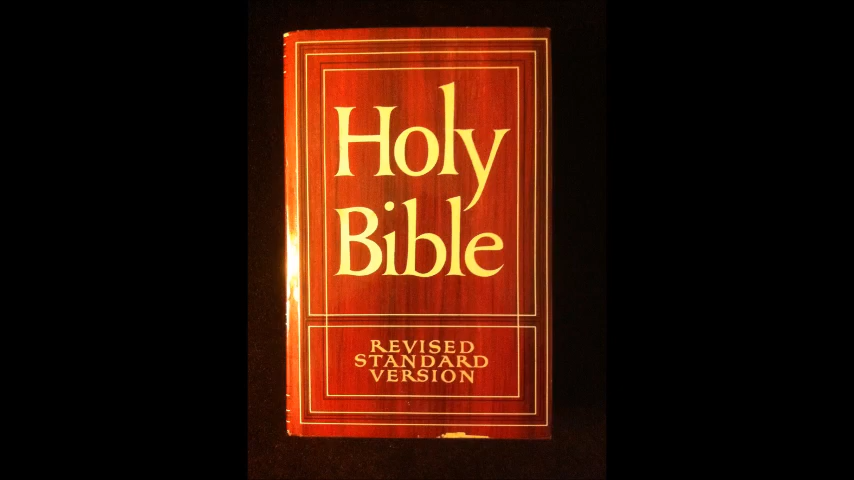 Holy
Bible
REVISED
STANDARD
VERSION